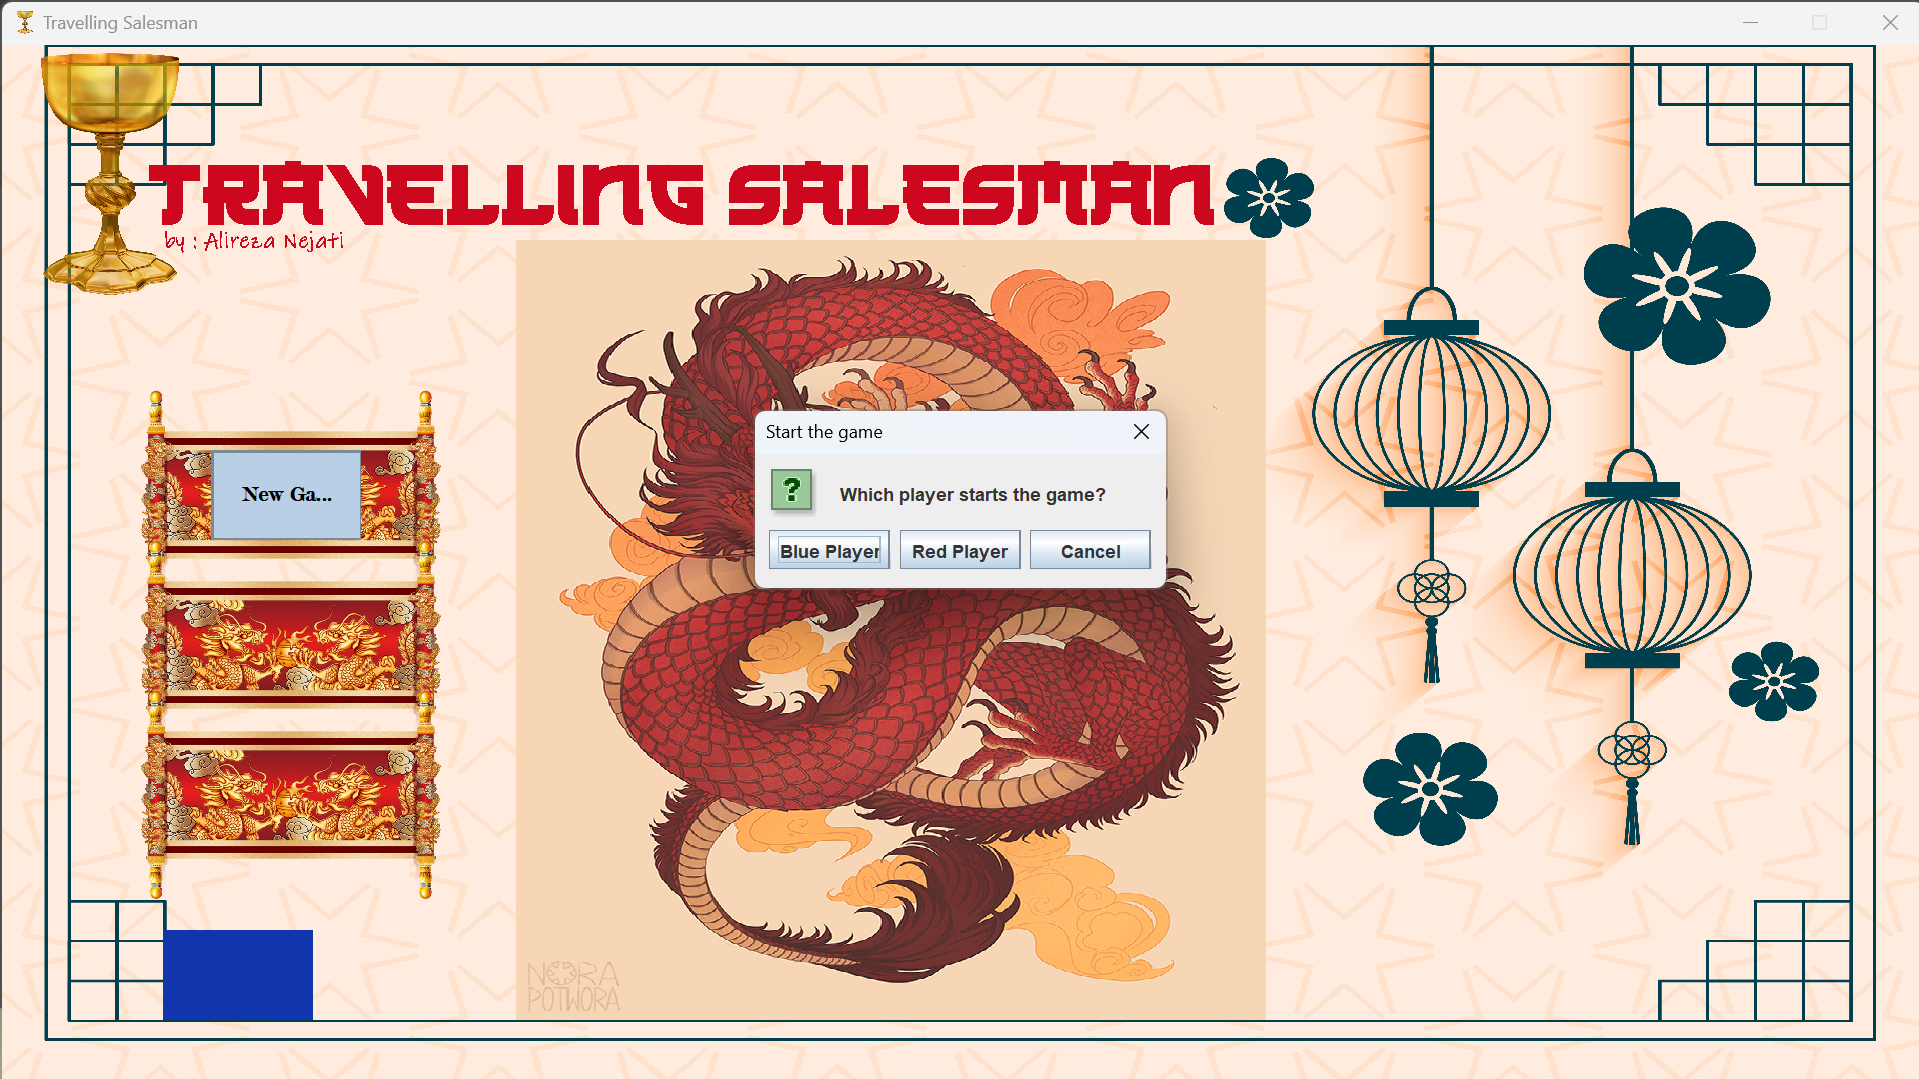 Travelling Salesman
TRAVELLING SALESMAN
by : Alireza Nejati
Start the game
New Ga...
? Which player starts the game?
Blue Player Red Player Cancel
NORA
POTWORA